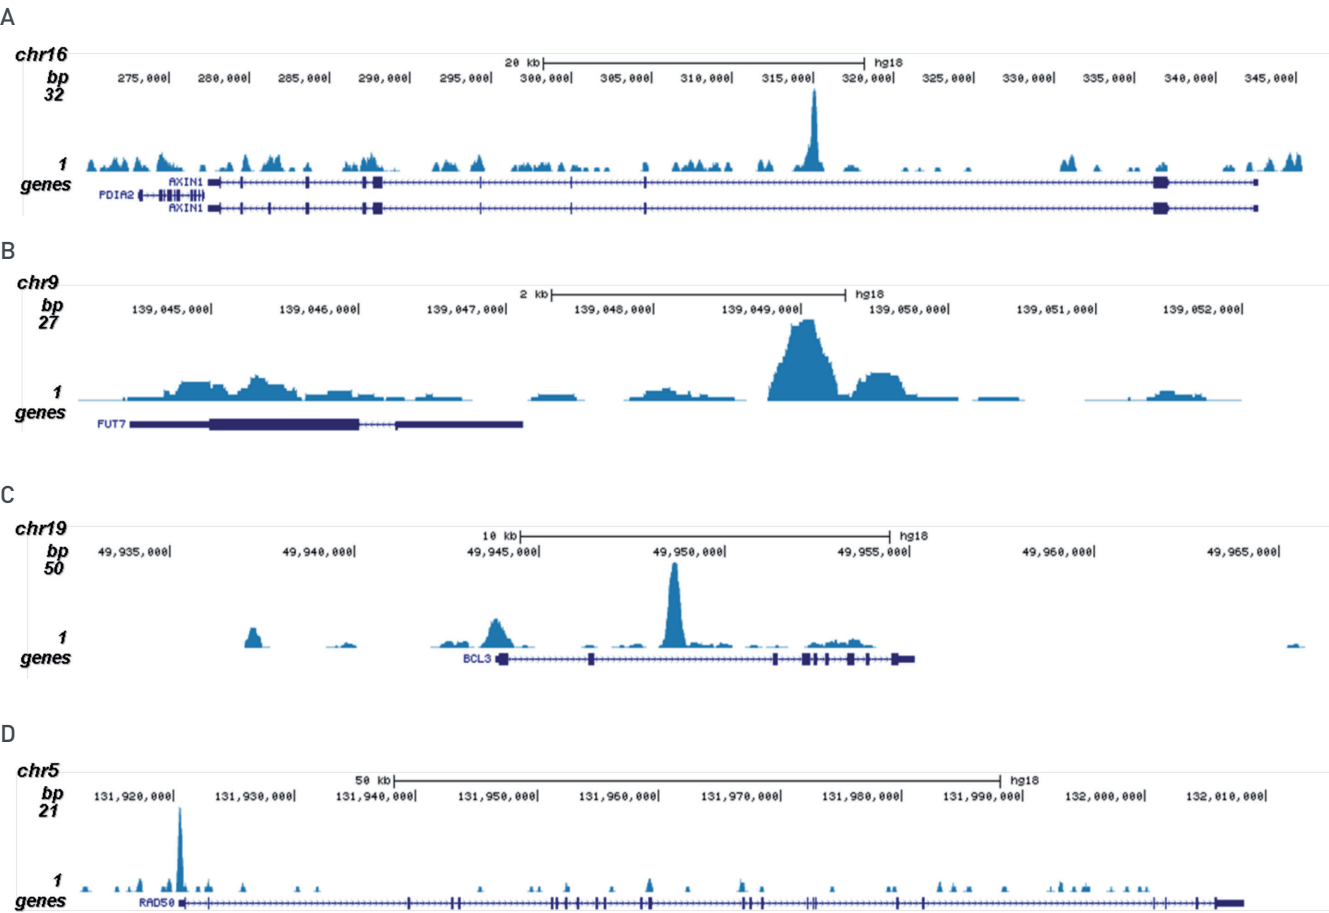 A
chr16
20 kb hg18
bp 275,000 280,000 285,000 290,000 295,000 300,000 305,000 310,000 315,000 320,000 325,000 330,000 335,000 340,000 345,000
32
1
genes AXIN1
PDIA2
AXIN1
B
chr9
2 kb hg18
bp 139,045,000 139,046,000 139,047,000 139,048,000 139,049,000 139,050,000 139,051,000 139,052,000
27
1
genes
FUT7
C
chr19
10 kb hg18
bp 49,935,000 49,940,000 49,945,000 49,950,000 49,955,000 49,960,000 49,965,000
50
1
genes BCL3
D
chr5
50 kb hg18
bp 131,920,000 131,930,000 131,940,000 131,950,000 131,960,000 131,970,000 131,980,000 131,990,000 132,000,000 132,010,000
21
1
genes RAD50